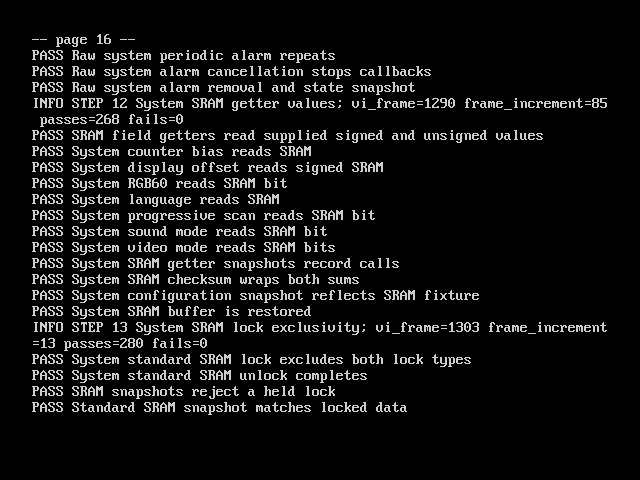 -- page 16 --
PASS Raw system periodic alarm repeats
PASS Raw system alarm cancellation stops callbacks
PASS Raw system alarm removal and state snapshot
INFO STEP 12 System SRAM getter values; vi_frame=1290 frame_increment=85
 passes=268 fails=0
PASS SRAM field getters read supplied signed and unsigned values
PASS System counter bias reads SRAM
PASS System display offset reads signed SRAM
PASS System RGB60 reads SRAM bit
PASS System language reads SRAM
PASS System progressive scan reads SRAM bit
PASS System sound mode reads SRAM bit
PASS System video mode reads SRAM bits
PASS System SRAM getter snapshots record calls
PASS System SRAM checksum wraps both sums
PASS System configuration snapshot reflects SRAM fixture
PASS System SRAM buffer is restored
INFO STEP 13 System SRAM lock exclusivity; vi_frame=1303 frame_increment
=13 passes=280 fails=0
PASS System standard SRAM lock excludes both lock types
PASS System standard SRAM unlock completes
PASS SRAM snapshots reject a held lock
PASS Standard SRAM snapshot matches locked data